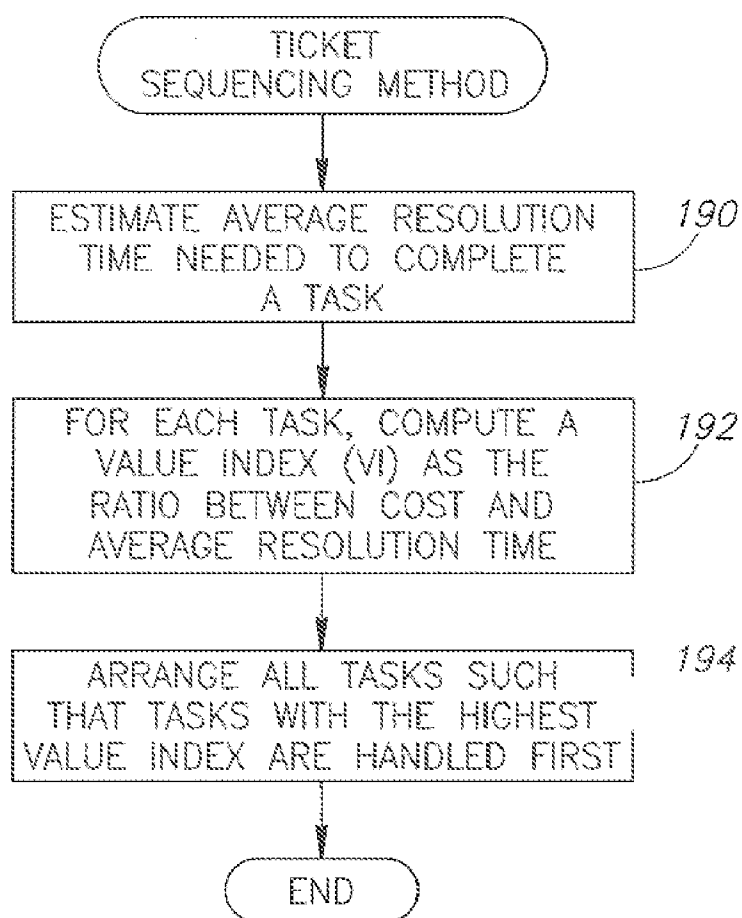 TICKET
SEQUENCING METHOD
ESTIMATE AVERAGE RESOLUTION
TIME NEEDED TO COMPLETE
A TASK
190
FOR EACH TASK, COMPUTE A
VALUE INDEX (VI) AS THE
RATIO BETWEEN COST AND
AVERAGE RESOLUTION TIME
192
ARRANGE ALL TASKS SUCH
THAT TASKS WITH THE HIGHEST
VALUE INDEX ARE HANDLED FIRST
194
END